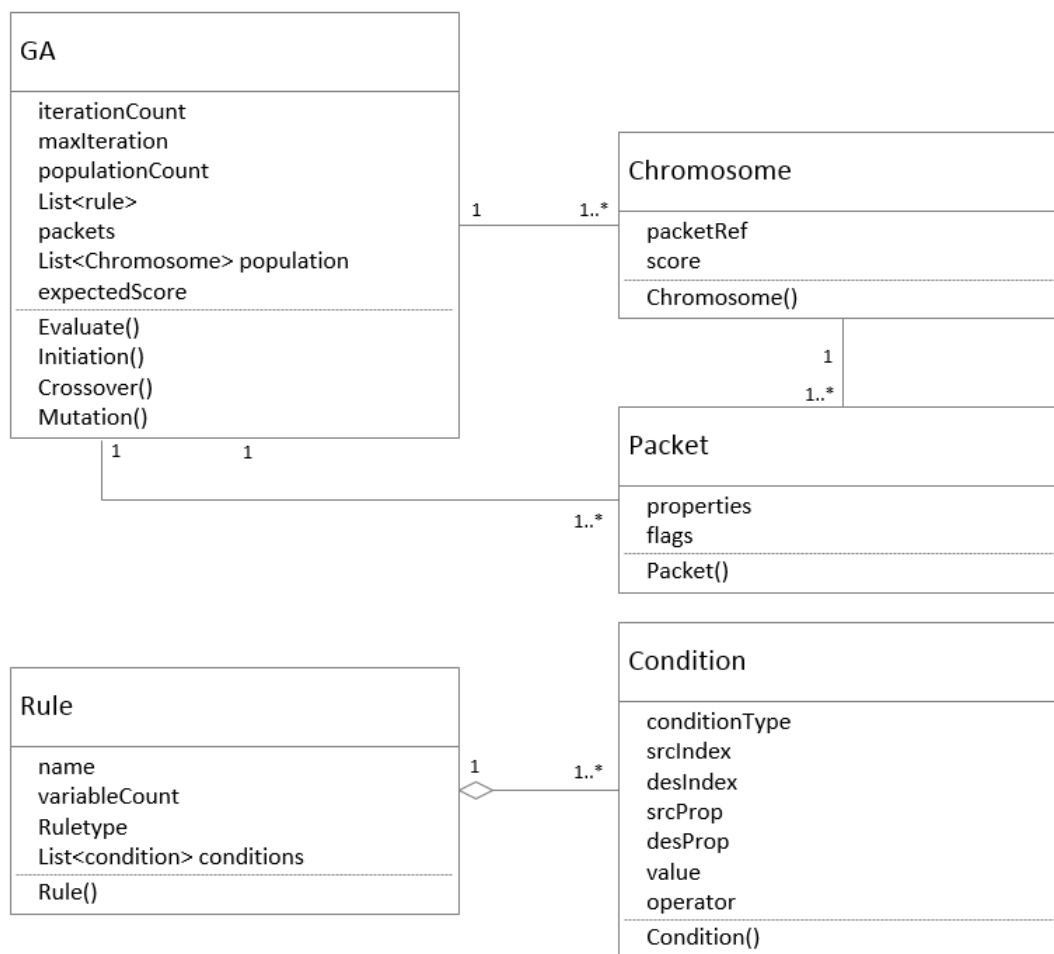 GA
iterationCount
maxIteration
populationCount
List<rule>
packets
List<Chromosome> population
expectedScore
Evaluate()
Initiation()
Crossover()
Mutation()
1
1..*
Chromosome
packetRef
score
Chromosome()
1
1..*
1
1
1..*
Packet
properties
flags
Packet()
Rule
name
variableCount
Ruletype
List<condition> conditions
Rule()
1
1..*
Condition
conditionType
srcIndex
desIndex
srcProp
desProp
value
operator
Condition()